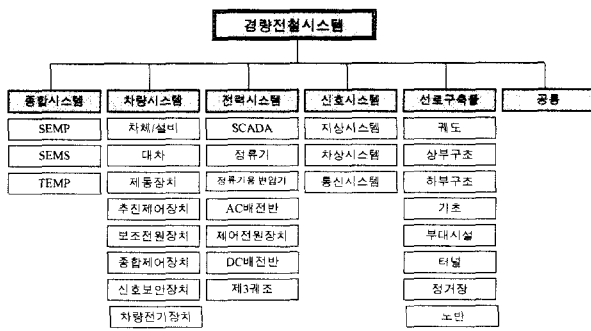 경량전철시스템
종합시스템 차량시스템 전력시스템 신호시스템 선로구축물 공통
SEMP 차체/설비 SCADA 지상시스템 궤도
SEMS 대차 정류기 차상시스템 상부구조
TEMP 제동장치 정류기용 변압기 통신시스템 하부구조
추진제어장치 AC배전반 기초
보조전원장치 제어전원장치 부대시설
종합제어장치 DC배전반 터널
신호보안장치 제3궤조 정거장
차량전기장치 노반